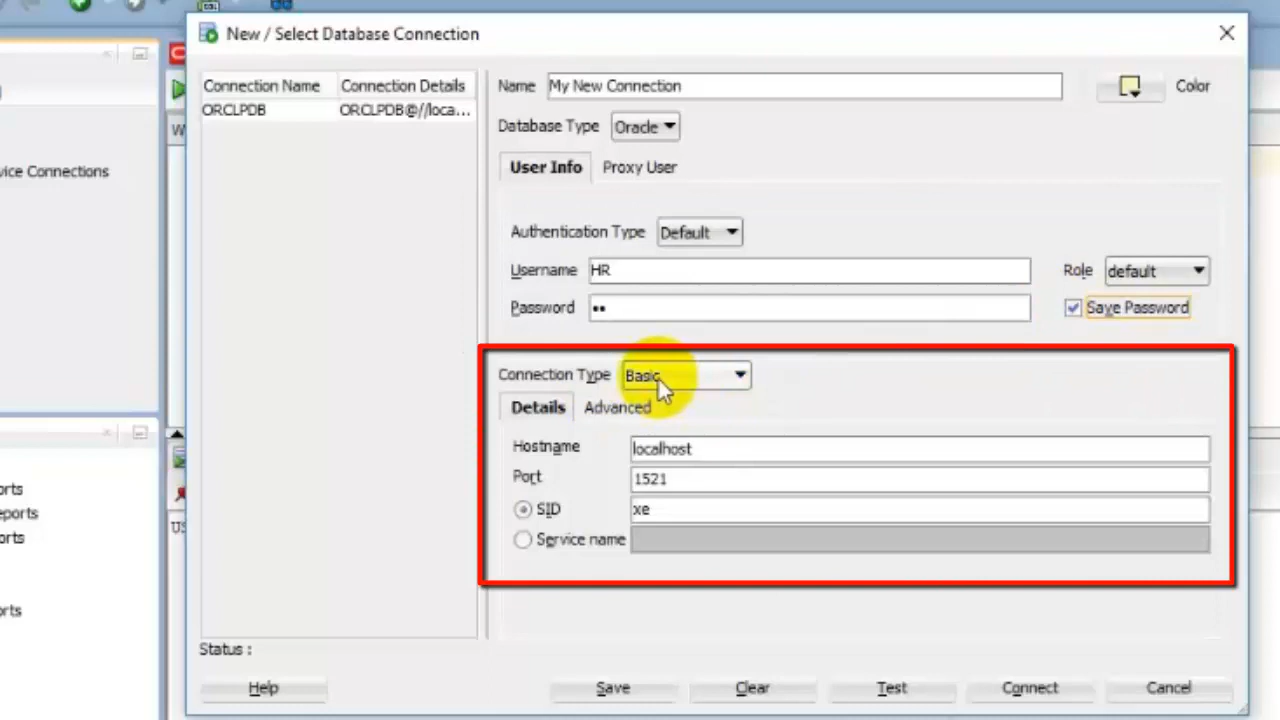 New / Select Database Connection
Connection Name Connection Details
ORCLPDB ORCLPDB@//loca...
Name My New Connection Color
Database Type Oracle
User Info Proxy User
Authentication Type Default
Username HR Role default
Password •• Save Password
Connection Type Basic
Details Advanced
Hostname localhost
Port 1521
SID xe
Service name
Status :
Help Save Clear Test Connect Cancel
vice Connections
orts
eports
orts
orts